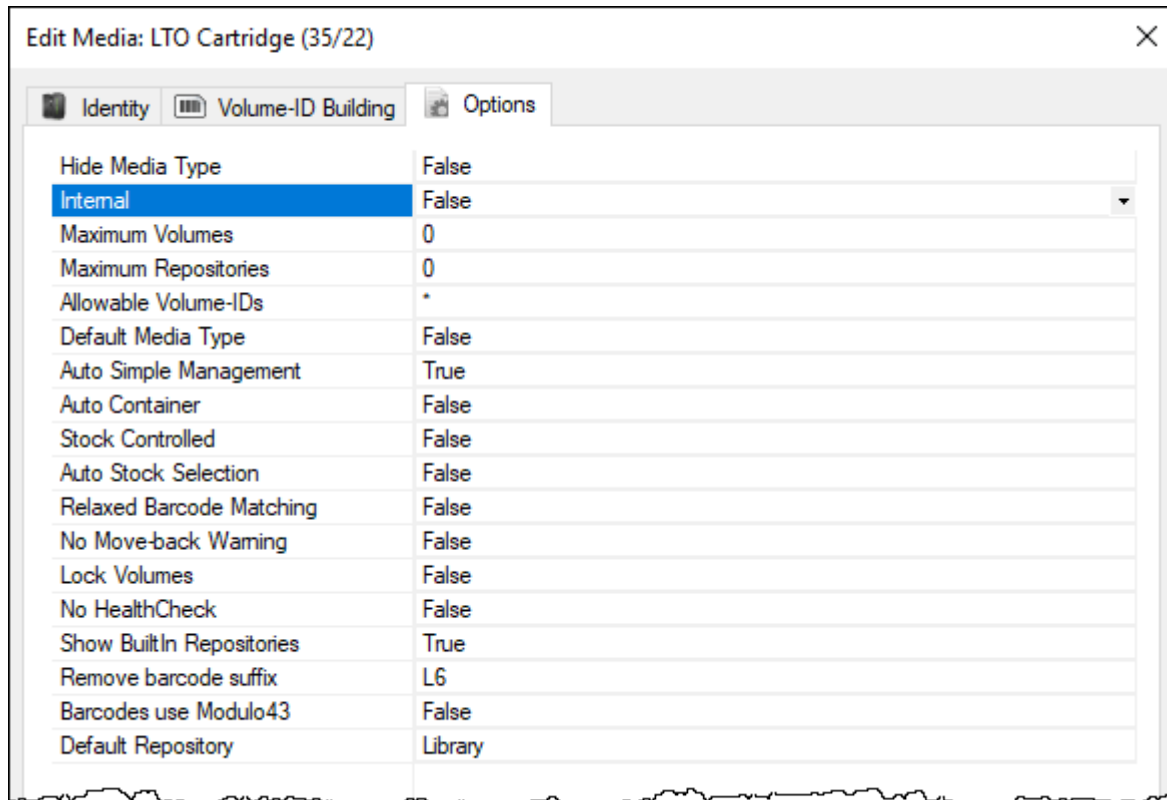 Edit Media: LTO Cartridge (35/22)
Identity Volume-ID Building Options
Hide Media Type False
Internal False
Maximum Volumes 0
Maximum Repositories 0
Allowable Volume-IDs *
Default Media Type False
Auto Simple Management True
Auto Container False
Stock Controlled False
Auto Stock Selection False
Relaxed Barcode Matching False
No Move-back Warning False
Lock Volumes False
No HealthCheck False
Show BuiltIn Repositories True
Remove barcode suffix L6
Barcodes use Modulo43 False
Default Repository Library